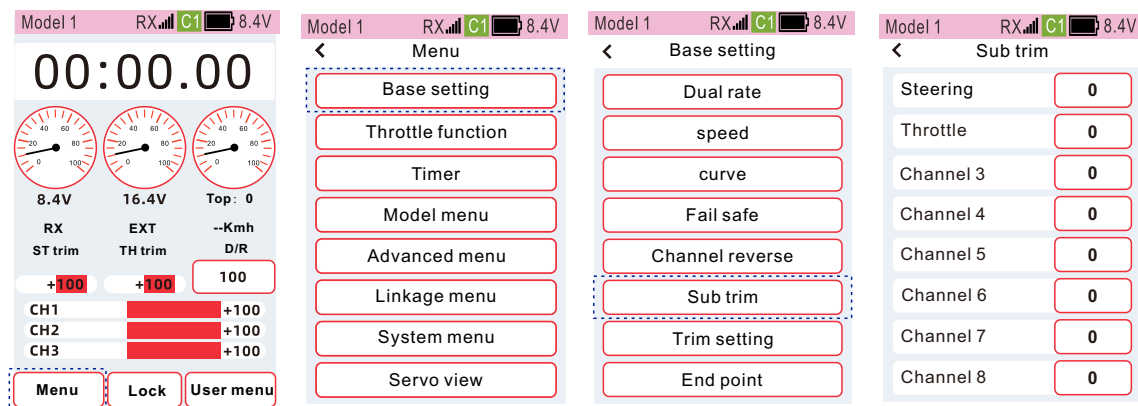 Model 1 RX C1 8.4V
00:00.00
20 40 60 80 0 100 20 40 60 80 0 100 20 40 60 80 0 100
8.4V 16.4V Top: 0
RX EXT --Kmh
ST trim TH trim D/R
+100 +100 100
CH1 +100
CH2 +100
CH3 +100
Menu Lock User menu
Model 1 RX C1 8.4V
< Menu
Base setting
Throttle function
Timer
Model menu
Advanced menu
Linkage menu
System menu
Servo view
Model 1 RX C1 8.4V
< Base setting
Dual rate
speed
curve
Fail safe
Channel reverse
Sub trim
Trim setting
End point
Model 1 RX C1 8.4V
< Sub trim
Steering 0
Throttle 0
Channel 3 0
Channel 4 0
Channel 5 0
Channel 6 0
Channel 7 0
Channel 8 0